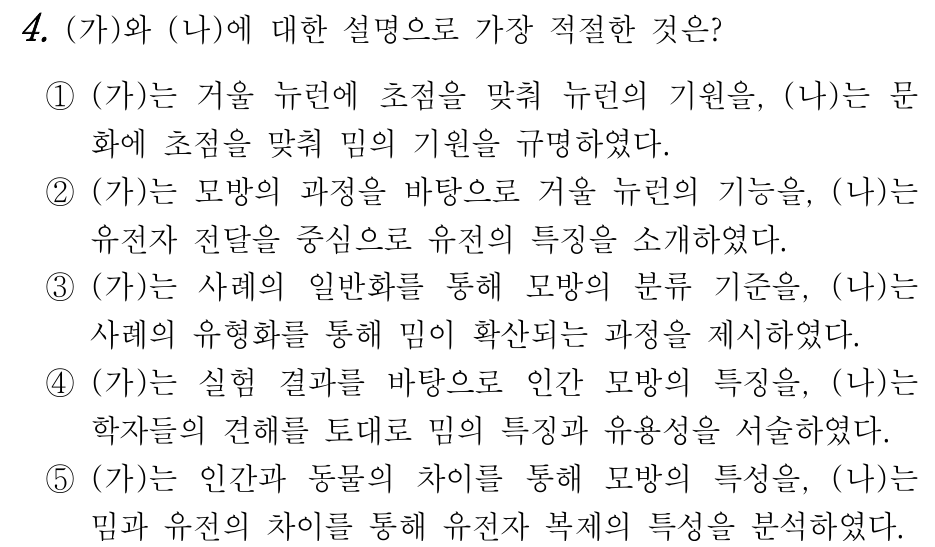 4. (가)와 (나)에 대한 설명으로 가장 적절한 것은?
① (가)는 거울 뉴런에 초점을 맞춰 뉴런의 기원을, (나)는 문
화에 초점을 맞춰 밈의 기원을 규명하였다.
② (가)는 모방의 과정을 바탕으로 거울 뉴런의 기능을, (나)는
유전자 전달을 중심으로 유전의 특징을 소개하였다.
③ (가)는 사례의 일반화를 통해 모방의 분류 기준을, (나)는
사례의 유형화를 통해 밈이 확산되는 과정을 제시하였다.
④ (가)는 실험 결과를 바탕으로 인간 모방의 특징을, (나)는
학자들의 견해를 토대로 밈의 특징과 유용성을 서술하였다.
⑤ (가)는 인간과 동물의 차이를 통해 모방의 특성을, (나)는
밈과 유전의 차이를 통해 유전자 복제의 특성을 분석하였다.